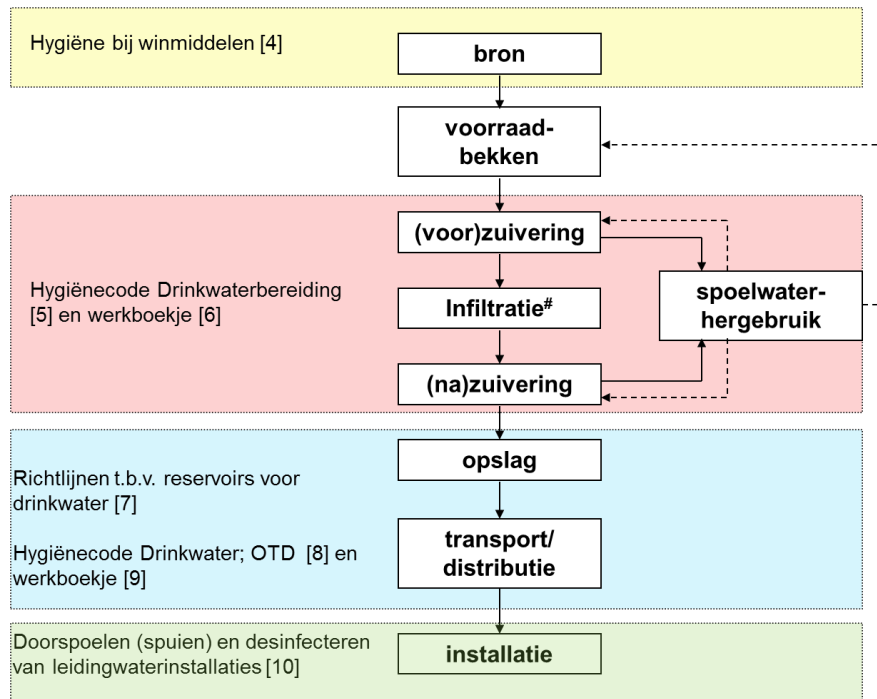 Hygiëne bij winmiddelen [4]
bron
voorraad-
bekken
(voor)zuivering
Hygiënecode Drinkwaterbereiding
[5] en werkboekje [6]
Infiltratie#
spoelwater-
hergebruik
(na)zuivering
opslag
Richtlijnen t.b.v. reservoirs voor
drinkwater [7]
transport/
distributie
Hygiënecode Drinkwater; OTD [8] en
werkboekje [9]
Doorspoelen (spuien) en desinfecteren
van leidingwaterinstallaties [10]
installatie